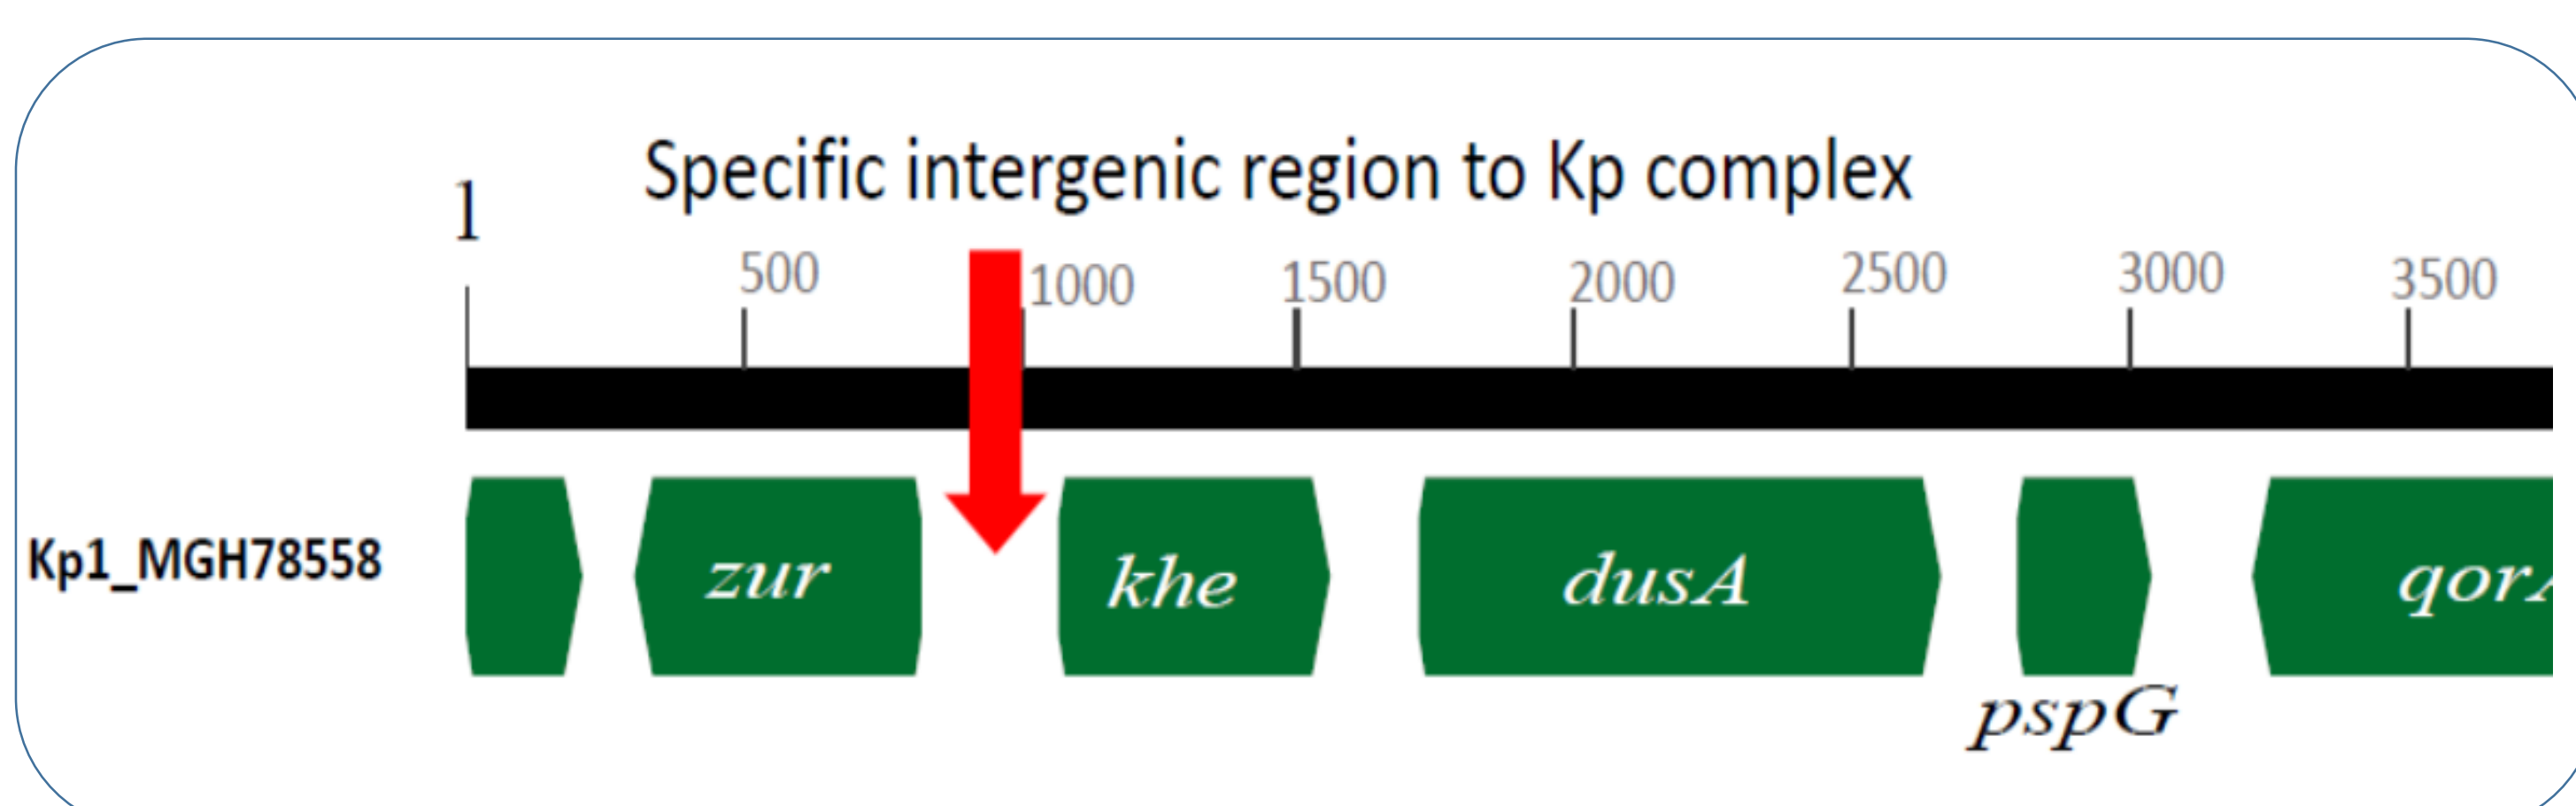 Specific intergenic region to Kp complex
1
500 1000 1500 2000 2500 3000 3500
Kp1_MGH78558
zur khe dusA qorA
pspG